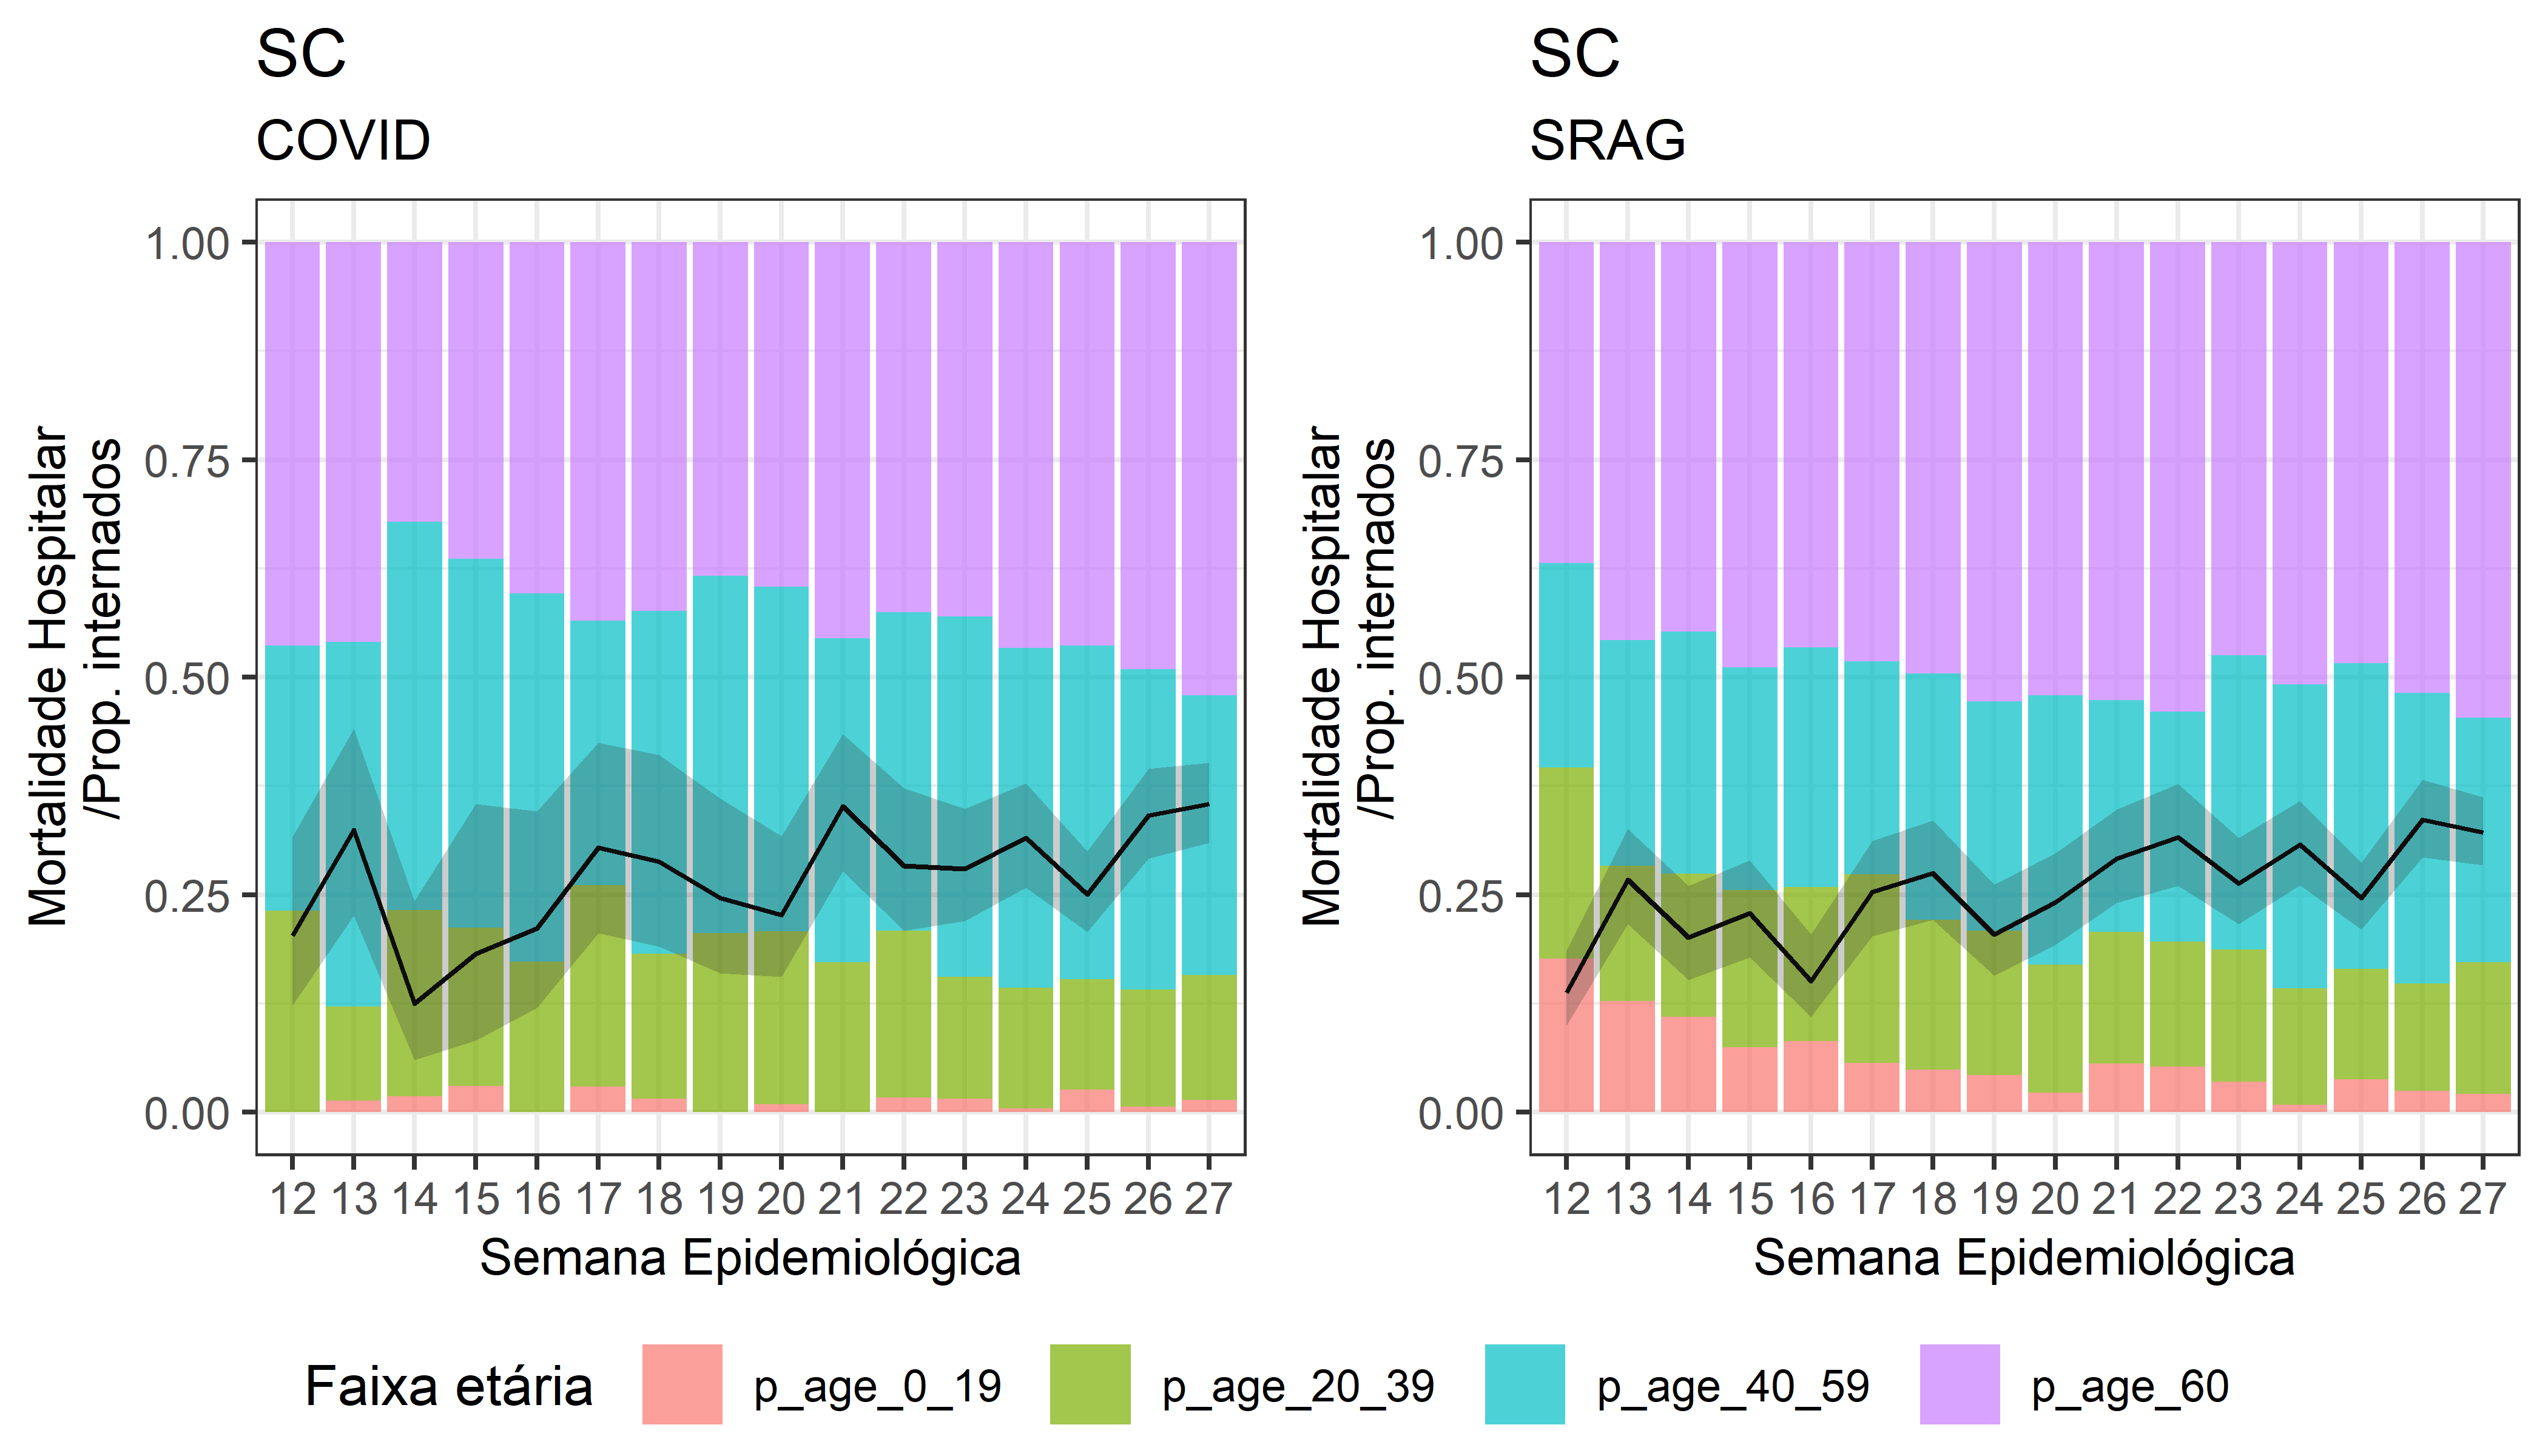 SC
COVID
Mortalidade Hospitalar
/Prop. internados
1.00
0.75
0.50
0.25
0.00
12 13 14 15 16 17 18 19 20 21 22 23 24 25 26 27
Semana Epidemiológica
SC
SRAG
Mortalidade Hospitalar
/Prop. internados
1.00
0.75
0.50
0.25
0.00
12 13 14 15 16 17 18 19 20 21 22 23 24 25 26 27
Semana Epidemiológica
Faixa etária p_age_0_19 p_age_20_39 p_age_40_59 p_age_60